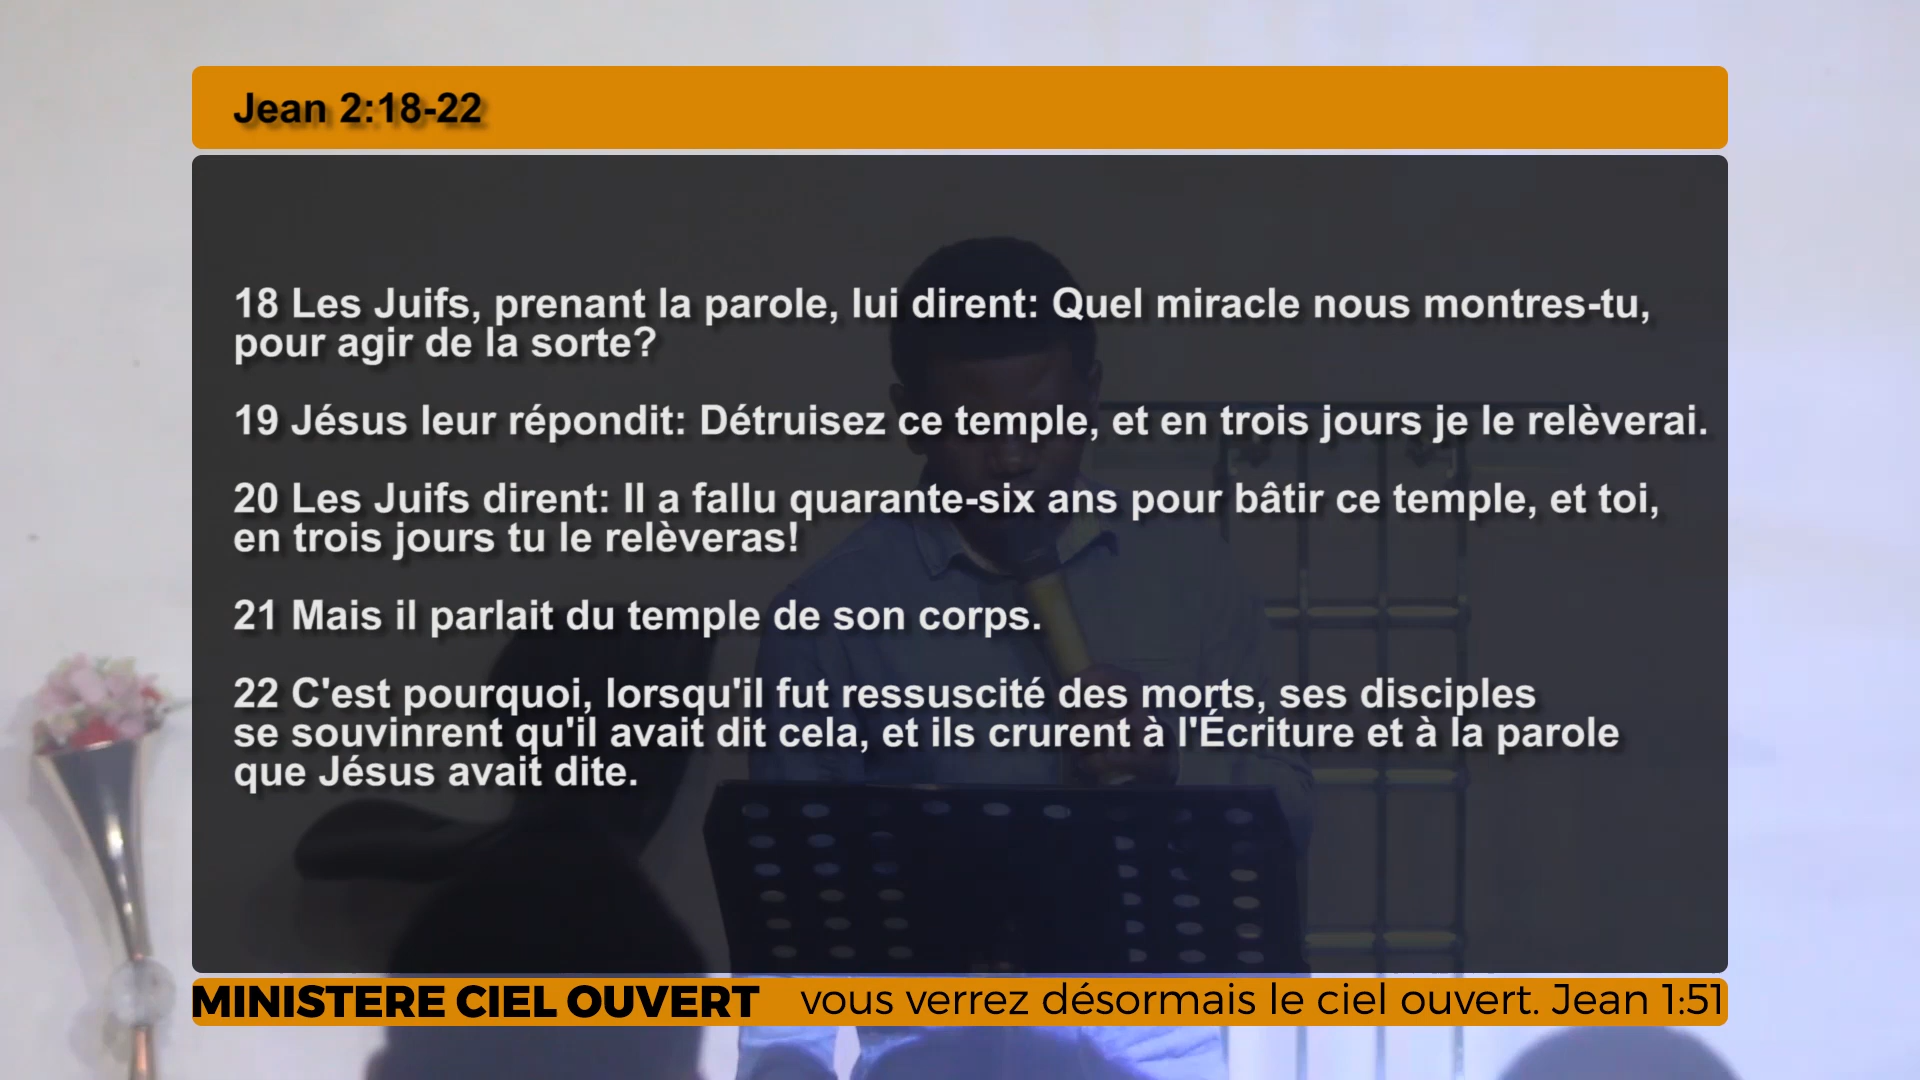 Jean 2:18-22
18 Les Juifs, prenant la parole, lui dirent: Quel miracle nous montres-tu,
pour agir de la sorte?
19 Jésus leur répondit: Détruisez ce temple, et en trois jours je le relèverai.
20 Les Juifs dirent: Il a fallu quarante-six ans pour bâtir ce temple, et toi,
en trois jours tu le relèveras!
21 Mais il parlait du temple de son corps.
22 C'est pourquoi, lorsqu'il fut ressuscité des morts, ses disciples
se souvinrent qu'il avait dit cela, et ils crurent à l'Écriture et à la parole
que Jésus avait dite.
MINISTERE CIEL OUVERT vous verrez désormais le ciel ouvert. Jean 1:51